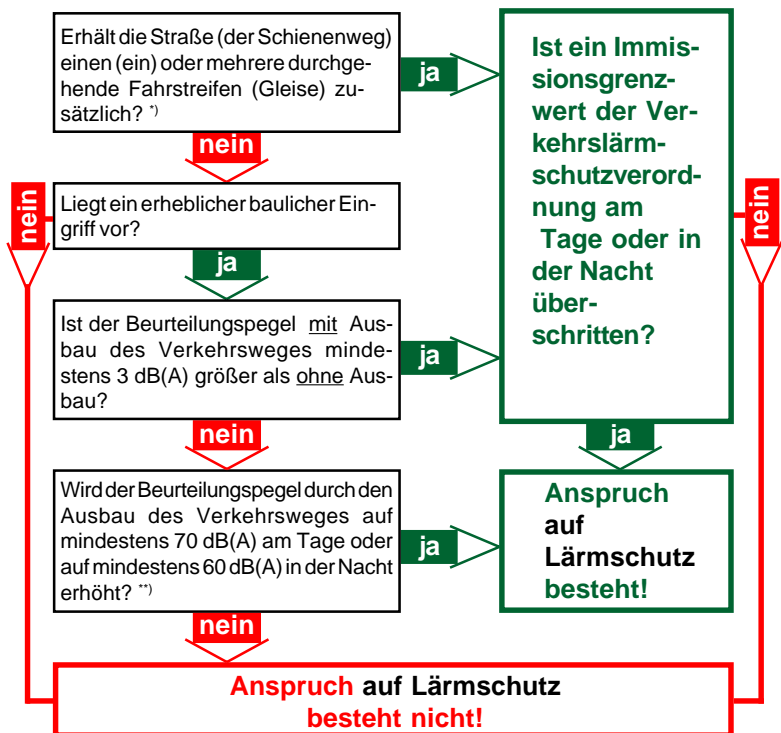 Erhält die Straße (der Schienenweg)
einen (ein) oder mehrere durchge-
hende Fahrstreifen (Gleise) zu-
sätzlich? *)
ja
nein
Ist ein Immis-
sionsgrenz-
wert der Ver-
kehrslärm-
schutzverord-
nung am
Tage oder in
der Nacht
über-
schritten?
nein
Liegt ein erheblicher baulicher Ein-
griff vor?
nein
ja
Ist der Beurteilungspegel mit Aus-
bau des Verkehrsweges minde-
stens 3 dB(A) größer als ohne Aus-
bau?
ja
nein
ja
Wird der Beurteilungspegel durch den
Ausbau des Verkehrsweges auf
mindestens 70 dB(A) am Tage oder
auf mindestens 60 dB(A) in der Nacht
erhöht? **)
ja
Anspruch
auf
Lärmschutz
besteht!
nein
Anspruch auf Lärmschutz
besteht nicht!